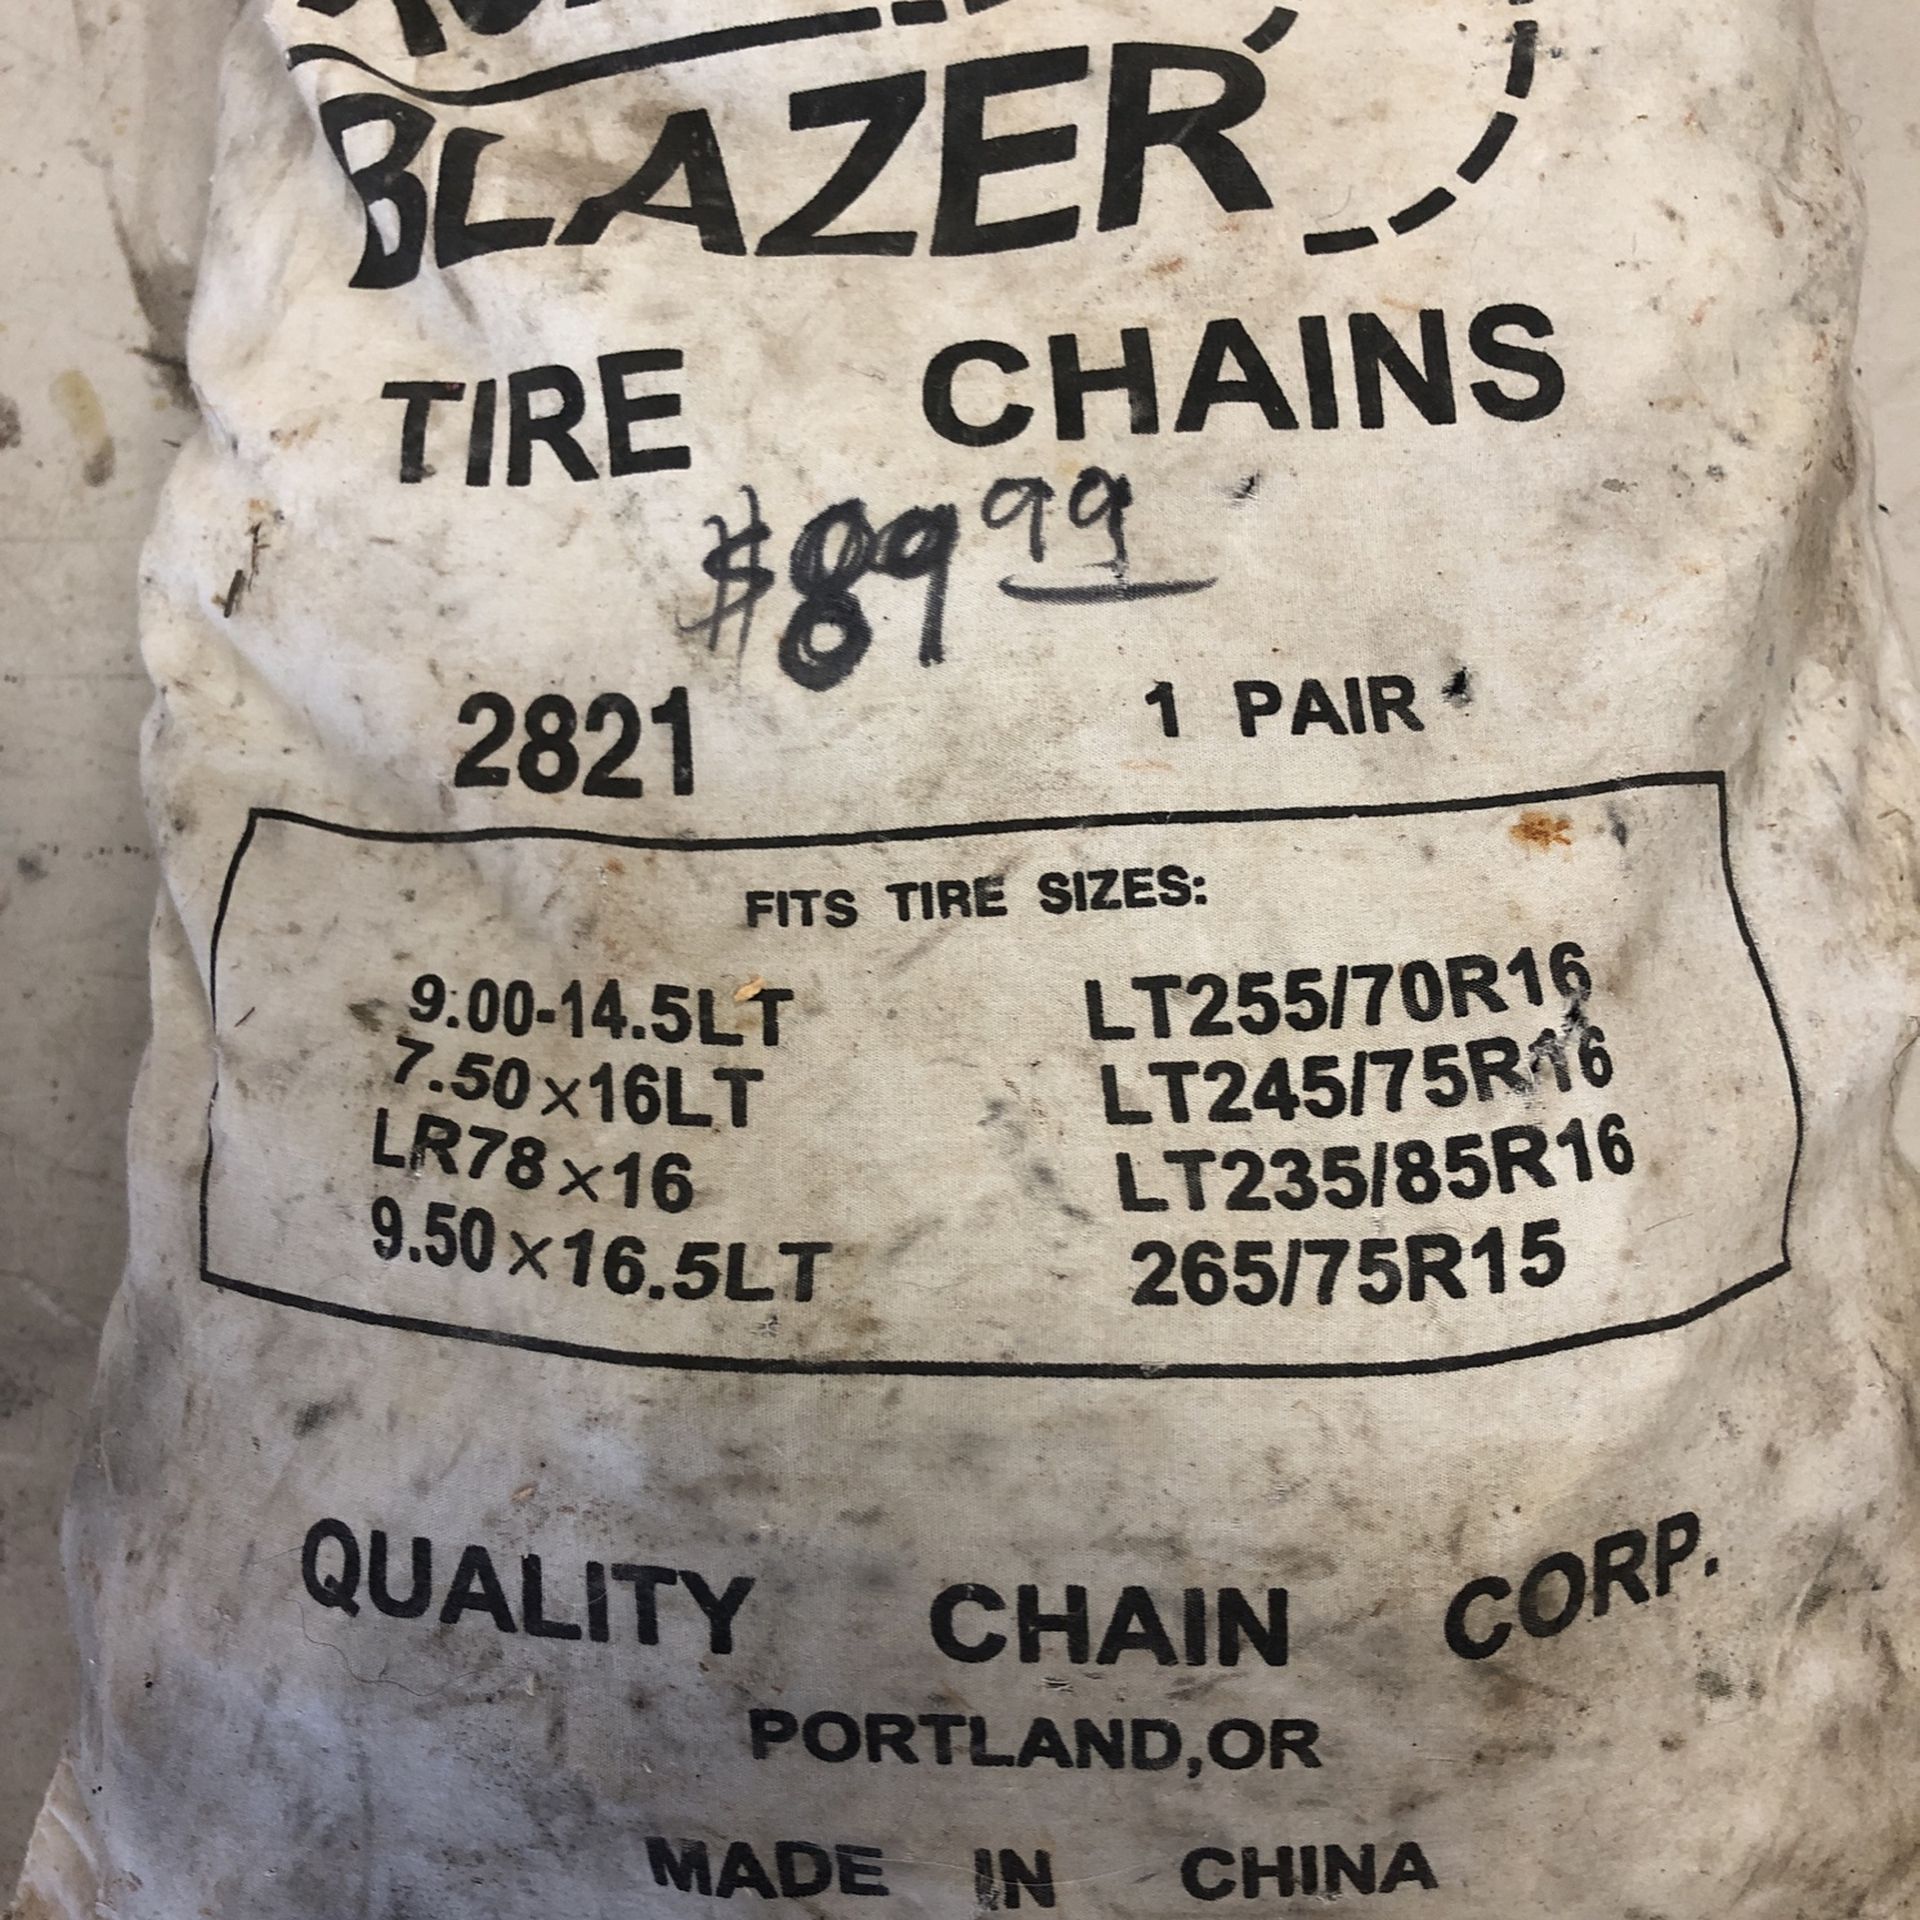 BLAZER
TIRE CHAINS
$89 99
2821 1 PAIR
FITS TIRE SIZES:
9.00-14.5LT LT255/70R16
7.50×16LT LT245/75R16
LR78×16 LT235/85R16
9.50×16.5LT 265/75R15
QUALITY CHAIN CORP.
PORTLAND,OR
MADE IN CHINA